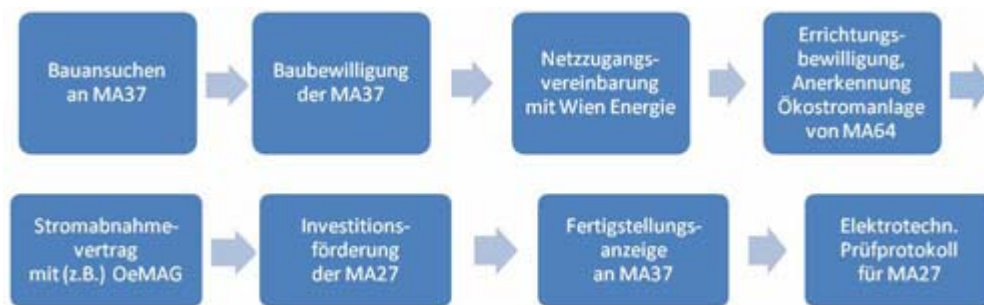 Bauansuchen
an MA37
Baubewilligung
der MA37
Netzzugangs-
vereinbarung
mit Wien Energie
Errichtungs-
bewilligung,
Anerkennung
Ökostromanlage
von MA64
Stromabnahme-
vertrag
mit (z.B.) OeMAG
Investitions-
förderung
der MA27
Fertigstellungs-
anzeige
an MA37
Elektrotechn.
Prüfprotokoll
für MA27